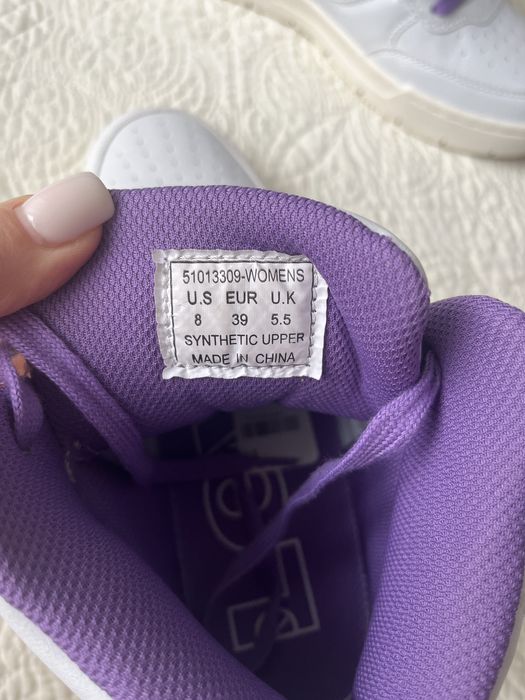 51013309-WOMENS
U.S EUR U.K
8 39 5.5
SYNTHETIC UPPER
MADE IN CHINA